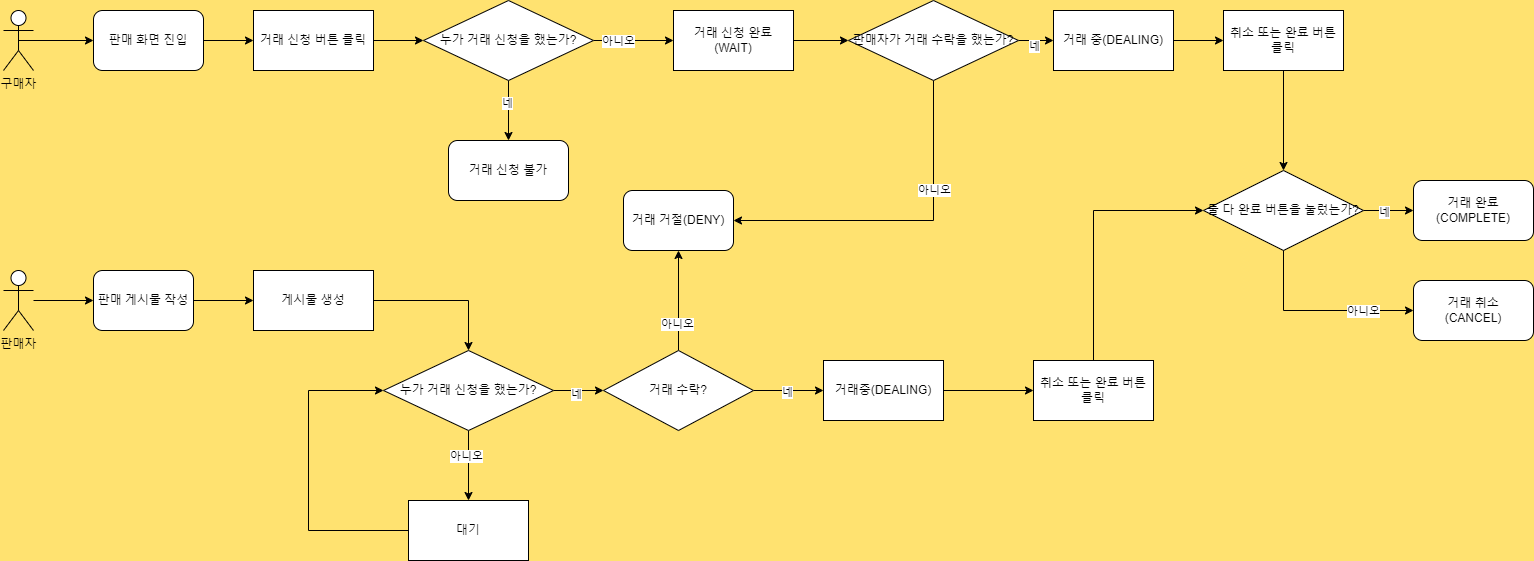 구매자
판매 화면 진입
거래 신청 버튼 클릭
누가 거래 신청을 했는가?
아니오
네
거래 신청 불가
거래 신청 완료
(WAIT)
판매자가 거래 수락을 했는가?
네
아니오
거래 중(DEALING)
취소 또는 완료 버튼
클릭
거래 거절(DENY)
둘 다 완료 버튼을 눌렀는가?
네
거래 완료
(COMPLETE)
아니오
거래 취소
(CANCEL)
판매자
판매 게시물 작성
게시물 생성
누가 거래 신청을 했는가?
네
아니오
대기
거래 수락?
아니오
네
거래중(DEALING)
취소 또는 완료 버튼
클릭